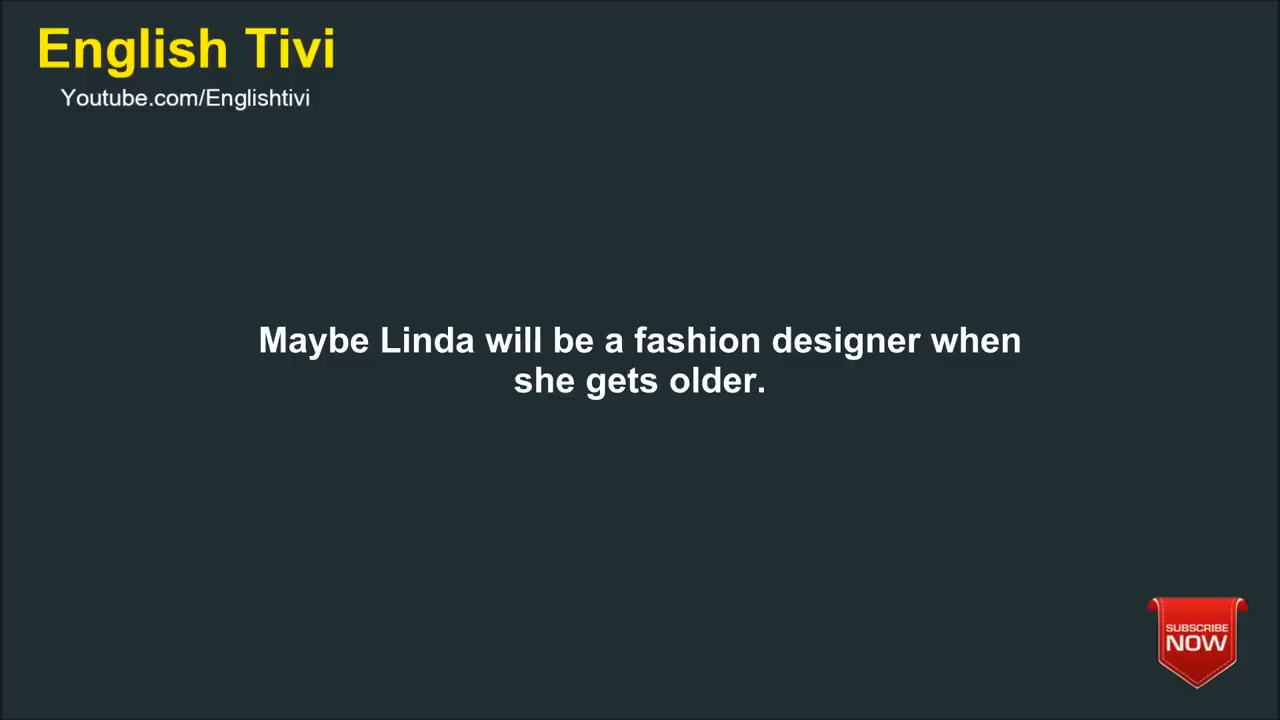 English Tivi
Youtube.com/Englishtivi
Maybe Linda will be a fashion designer when
she gets older.
SUBSCRIBE
NOW